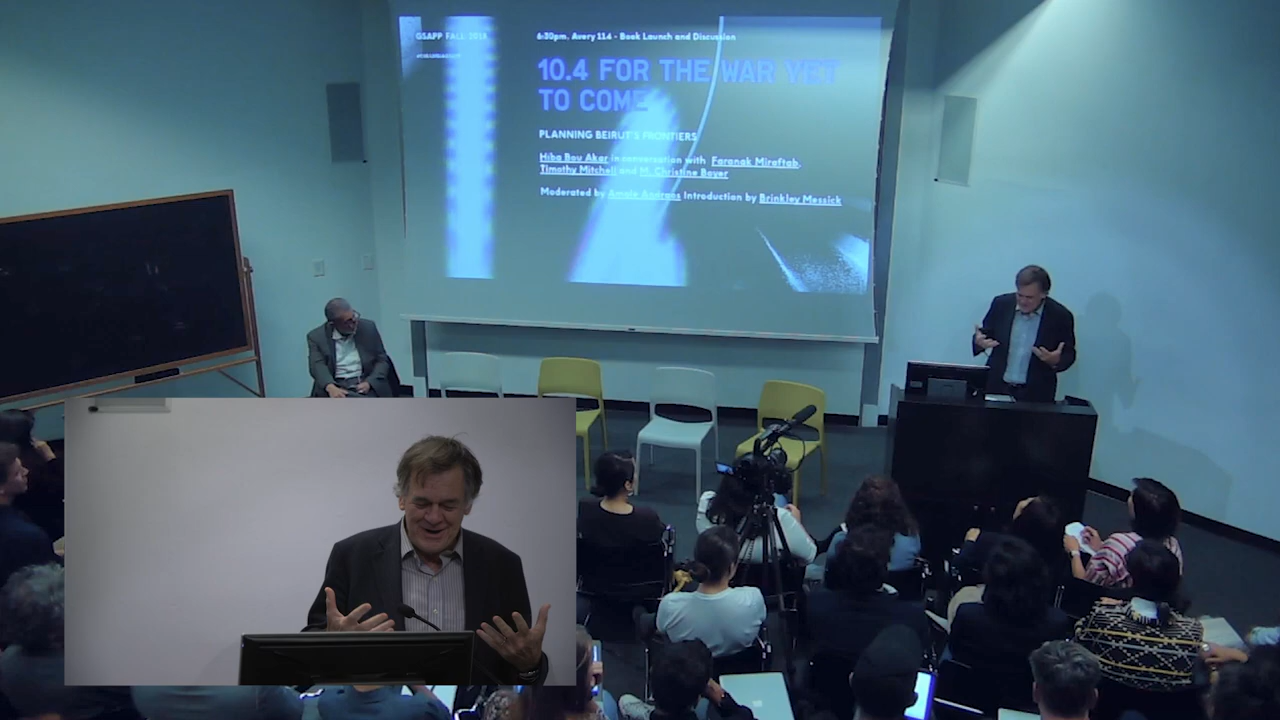 GSAPP FALL 2018
6:30pm, Avery 114 - Book Launch and Discussion
10.4 FOR THE WAR YET
TO COME
PLANNING BEIRUT'S FRONTIERS
Hiba Bou Akar in conversation with Faranak Miraftab,
Timothy Mitchell and M. Christine Boyer
Moderated by Amale Andraos Introduction by Brinkley Messick